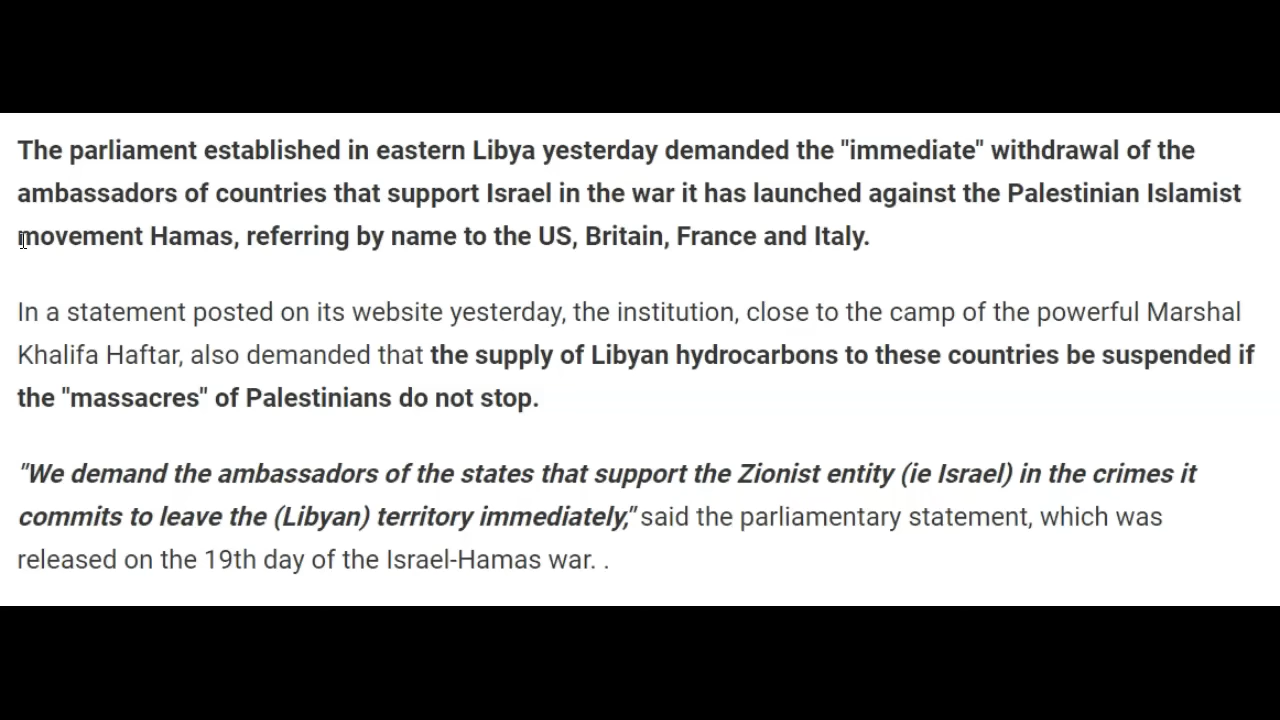 The parliament established in eastern Libya yesterday demanded the "immediate" withdrawal of the
ambassadors of countries that support Israel in the war it has launched against the Palestinian Islamist
movement Hamas, referring by name to the US, Britain, France and Italy.
In a statement posted on its website yesterday, the institution, close to the camp of the powerful Marshal
Khalifa Haftar, also demanded that the supply of Libyan hydrocarbons to these countries be suspended if
the "massacres" of Palestinians do not stop.
"We demand the ambassadors of the states that support the Zionist entity (ie Israel) in the crimes it
commits to leave the (Libyan) territory immediately," said the parliamentary statement, which was
released on the 19th day of the Israel-Hamas war. .